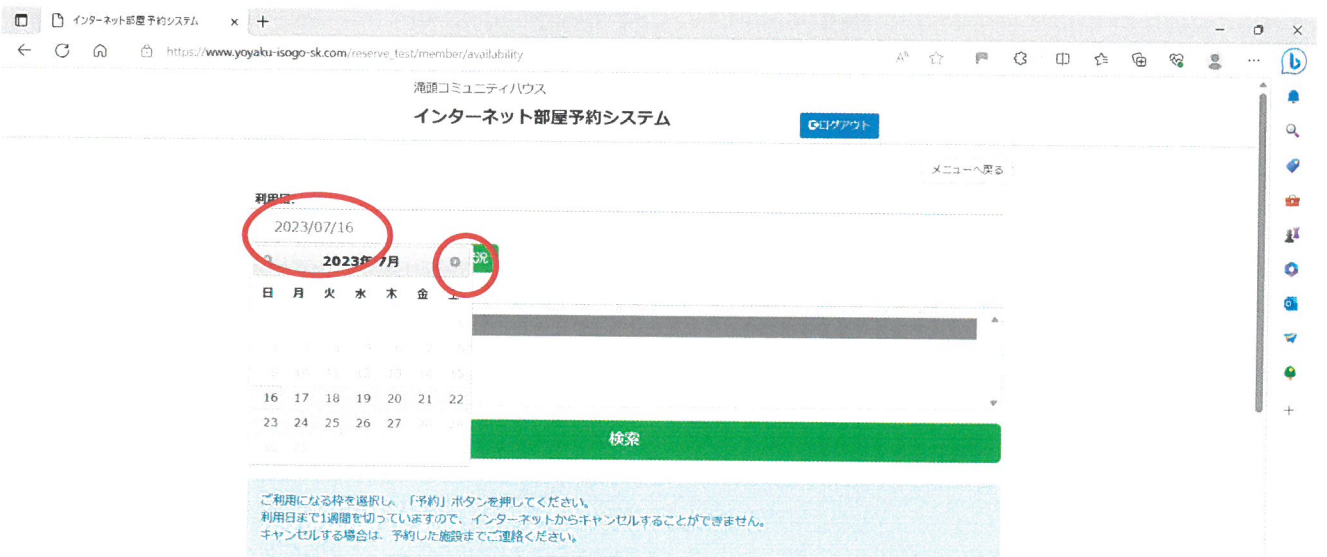 インターネット部屋予約システム
https://www.yoyaku-isogo-sk.com/reserve_test/member/availability
滝頭コミュニティハウス
インターネット部屋予約システム
ログアウト
メニューへ戻る
利用日:
2023/07/16
2023年 7月
況
日 月 火 水 木 金 土
16 17 18 19 20 21 22
23 24 25 26 27
検索
ご利用になる枠を選択し、「予約」ボタンを押してください。
利用日まで1週間を切っていますので、インターネットからキャンセルすることができません。
キャンセルする場合は、予約した施設までご連絡ください。